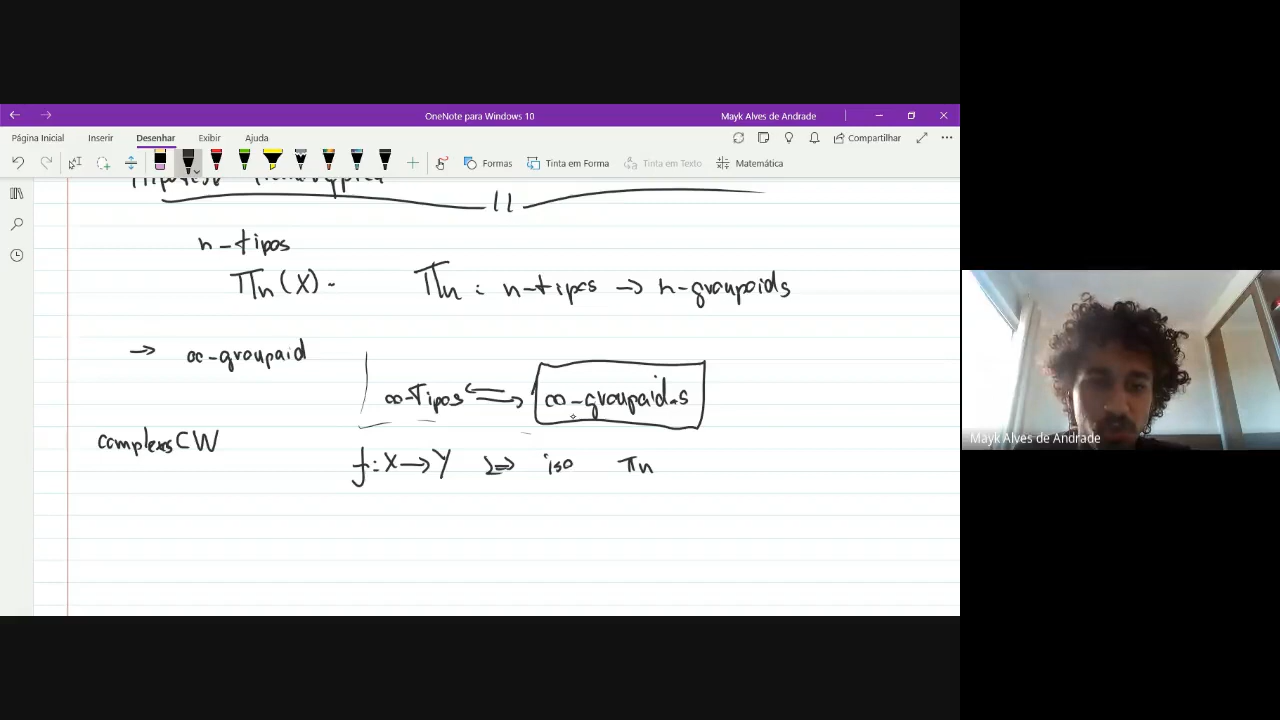 OneNote para Windows 10
Mayk Alves de Andrade
Página Inicial Inserir Desenhar Exibir Ajuda
Compartilhar
Formas Tinta em Forma Tinta em Texto Matemática
n-tipos
Πn(X).
Πn : n-tipos → n-groupoids
→ ∞-groupoid
∞-Tipos ⇄ ∞-groupoids
complexos CW
f: X → Y ⇔ iso πn
Mayk Alves de Andrade